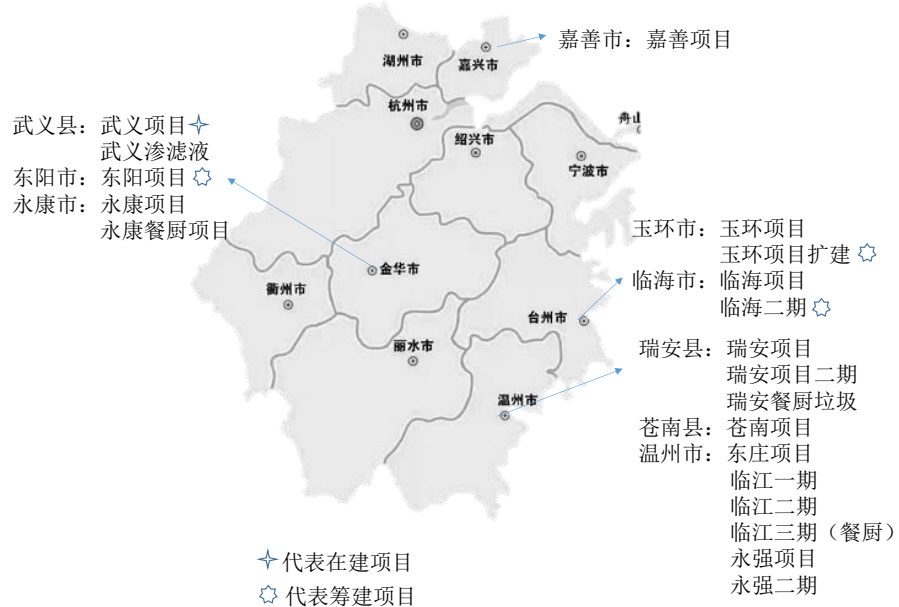 嘉善市：嘉善项目
湖州市
嘉兴市
杭州市
舟山
武义县：武义项目
武义渗滤液
东阳市：东阳项目
永康市：永康项目
永康餐厨项目
绍兴市
宁波市
玉环市：玉环项目
玉环项目扩建
临海市：临海项目
临海二期
金华市
衢州市
台州市
丽水市
温州市
瑞安县：瑞安项目
瑞安项目二期
瑞安餐厨垃圾
苍南县：苍南项目
温州市：东庄项目
临江一期
临江二期
临江三期（餐厨）
永强项目
永强二期
代表在建项目
代表筹建项目